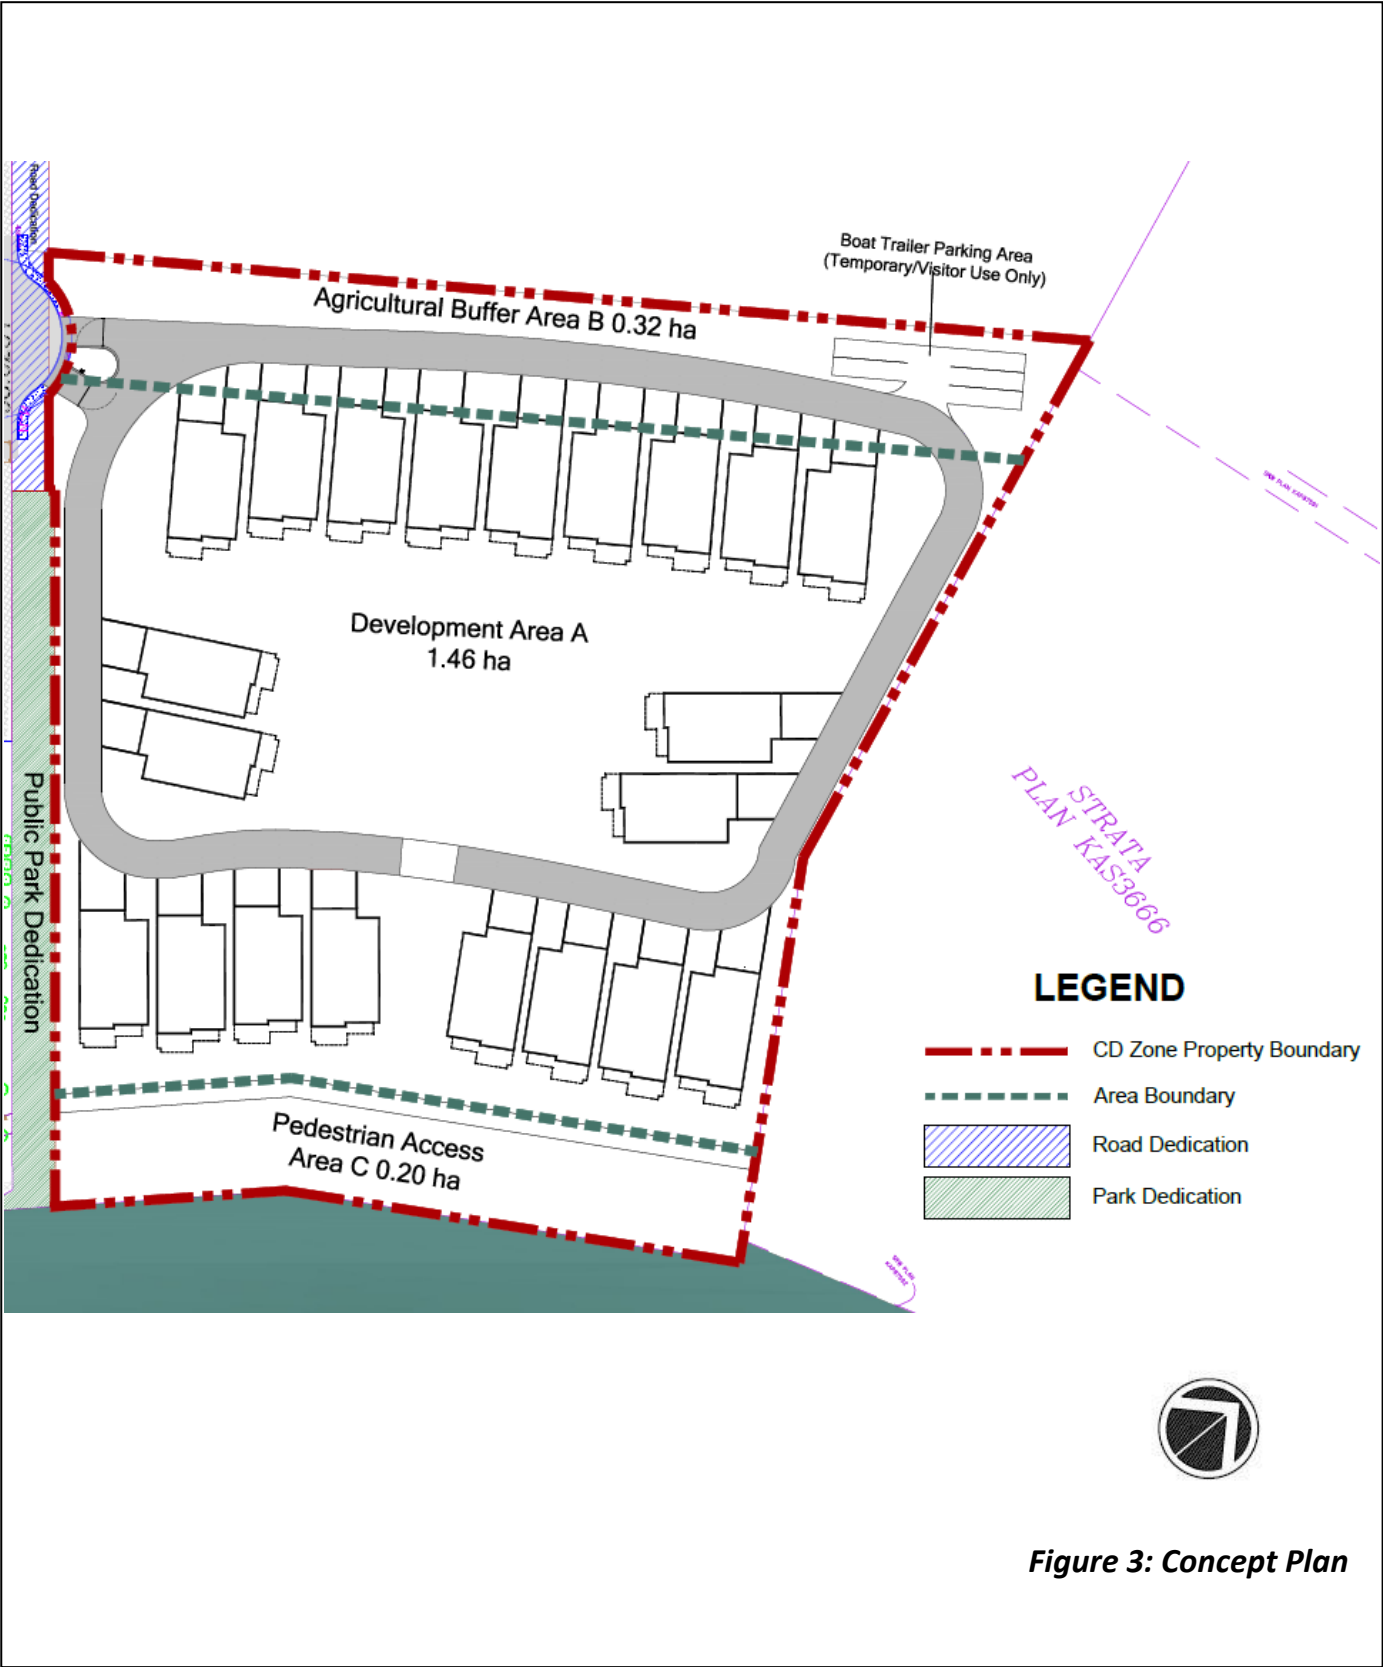 Road Dedication
Boat Trailer Parking Area
(Temporary/Visitor Use Only)
Agricultural Buffer Area B 0.32 ha
Development Area A
1.46 ha
Public Park Dedication
STRATA
PLAN KAS3666
Pedestrian Access
Area C 0.20 ha
LEGEND
CD Zone Property Boundary
Area Boundary
Road Dedication
Park Dedication
Figure 3: Concept Plan